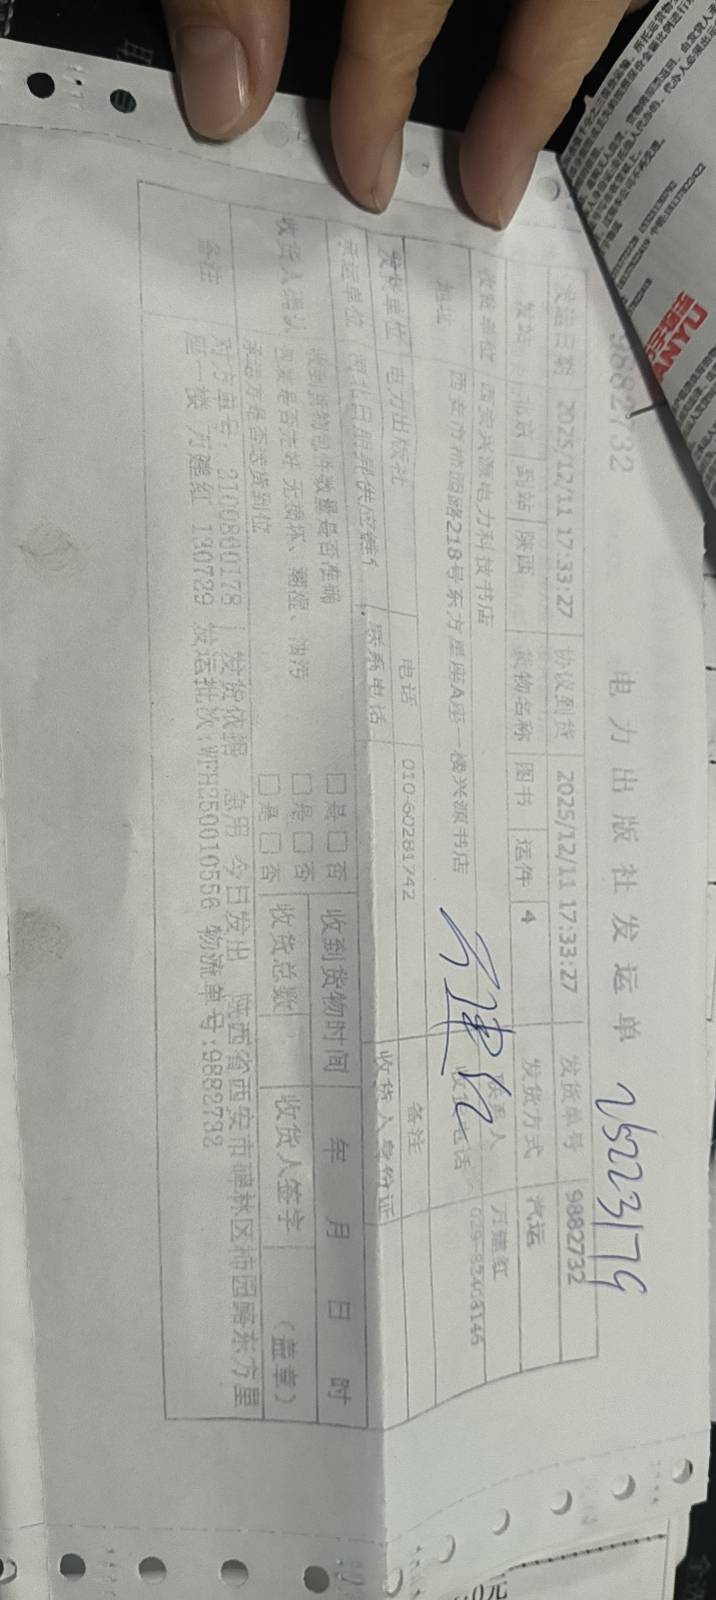 9882732
电力出版社发运单
25223179
发运日期 2025/12/11 17:33:27 协议到货 2025/12/11 17:33:27 发货单号 9882732
发站 北京 到站 陕西 货物名称 图书 运件 4 发货方式 汽运
收货单位 西安兴源电力科技书店 联系人 万建红
地址 西安市柿园路218号东方星座A座一楼兴源书店 收货电话
万建红
发货单位 电力出版社 电话 010-60281742 备注
承运单位 联系电话 收货人身份证
收货人确认 收到货物包件数量是否准确 □是□否 收到货物时间 年 月 日 时
包装是否完好 无损坏、潮湿、油污 □是□否 收货总数 收货人签字 (盖章)
承运方是否送货到位 □是□否
备注 对方单号: 3100800178 发货依据 急用 今日发出 陕西省西安市碑林区柿园路东方星
座一楼 万建红 130729 发运批次:WFH250010556 物流单号:9882732